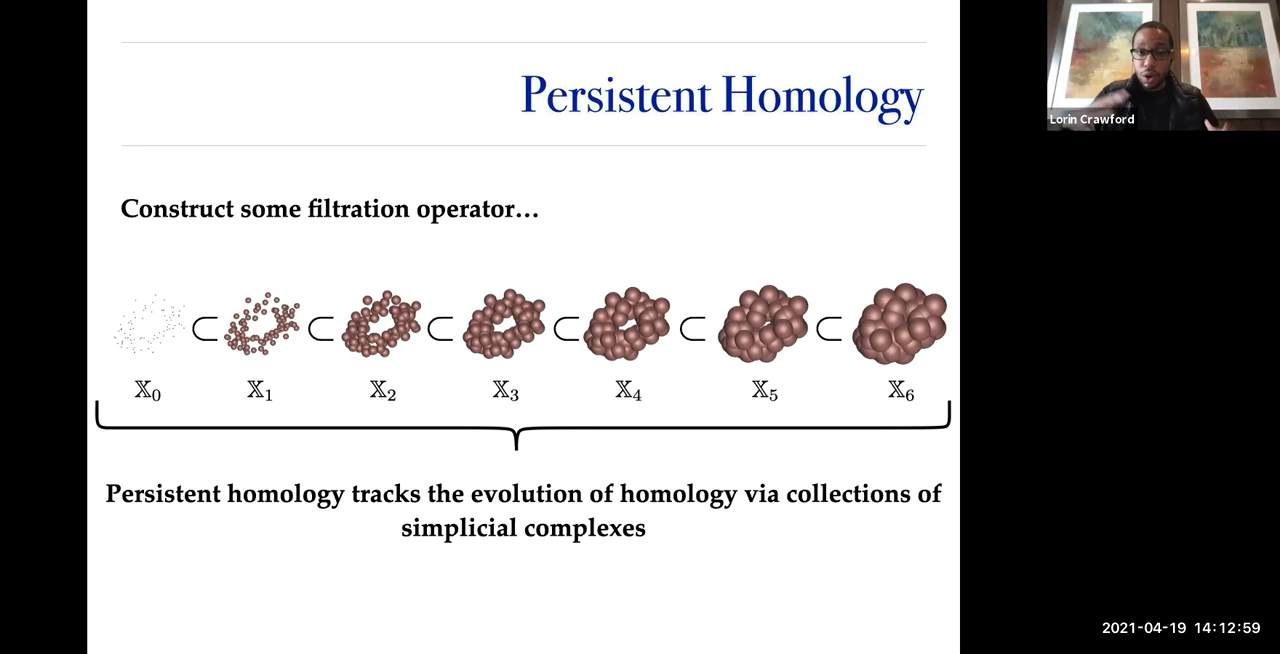 Persistent Homology
Lorin Crawford
Construct some filtration operator…
⊂ ⊂ ⊂ ⊂ ⊂ ⊂
𝕏₀ 𝕏₁ 𝕏₂ 𝕏₃ 𝕏₄ 𝕏₅ 𝕏₆
Persistent homology tracks the evolution of homology via collections of
simplicial complexes
2021-04-19 14:12:59